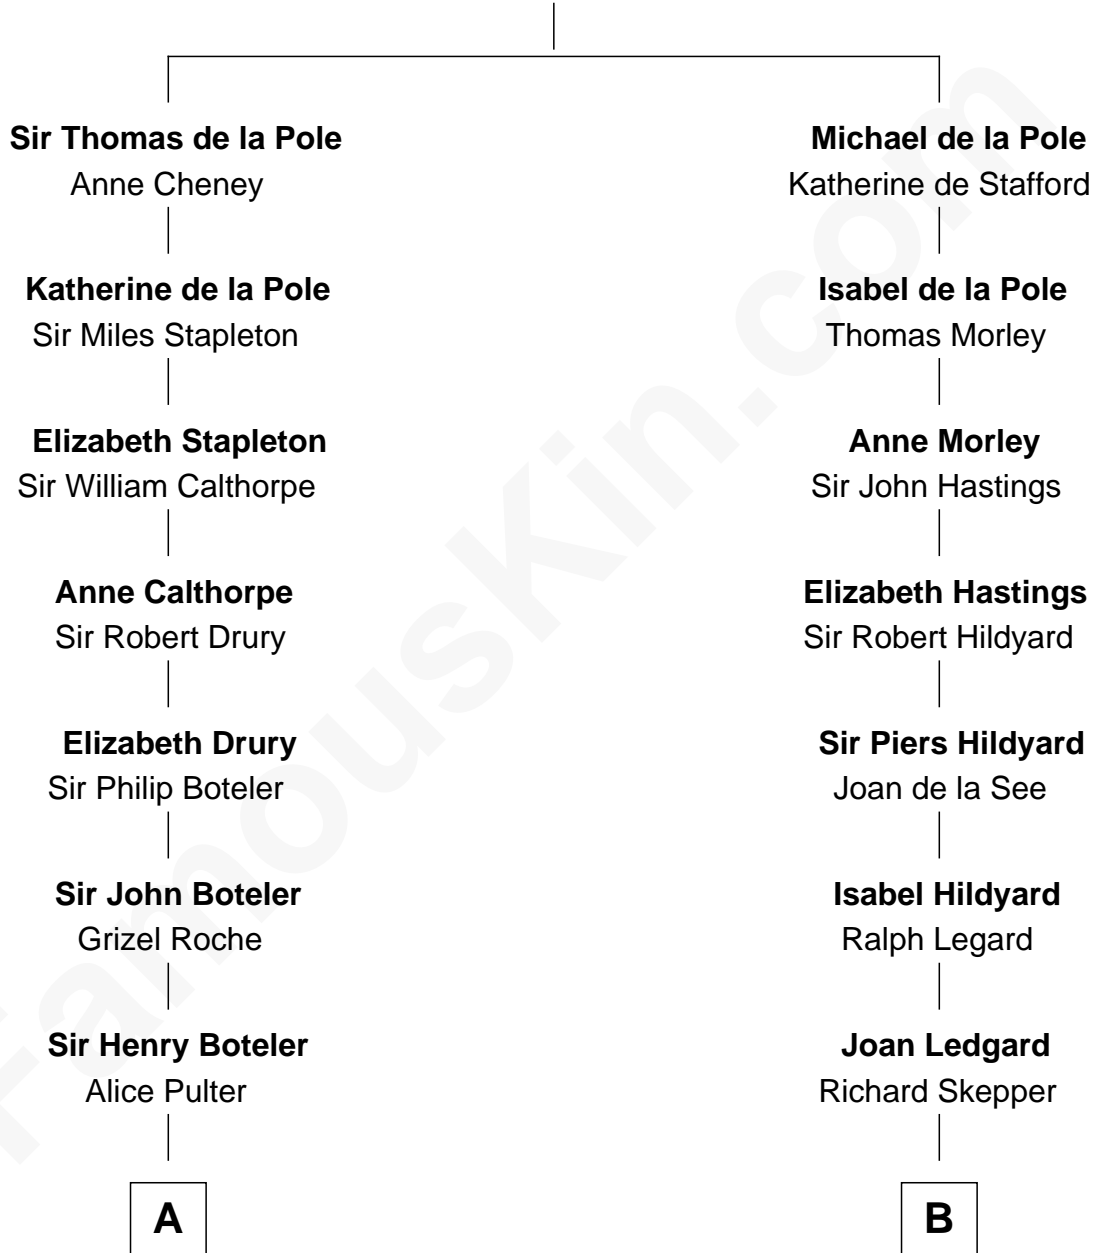 Sir Thomas de la Pole
Anne Cheney
Katherine de la Pole
Sir Miles Stapleton
Elizabeth Stapleton
Sir William Calthorpe
Anne Calthorpe
Sir Robert Drury
Elizabeth Drury
Sir Philip Boteler
Sir John Boteler
Grizel Roche
Sir Henry Boteler
Alice Pulter
A
Michael de la Pole
Katherine de Stafford
Isabel de la Pole
Thomas Morley
Anne Morley
Sir John Hastings
Elizabeth Hastings
Sir Robert Hildyard
Sir Piers Hildyard
Joan de la See
Isabel Hildyard
Ralph Legard
Joan Ledgard
Richard Skepper
B
FamousKin.com